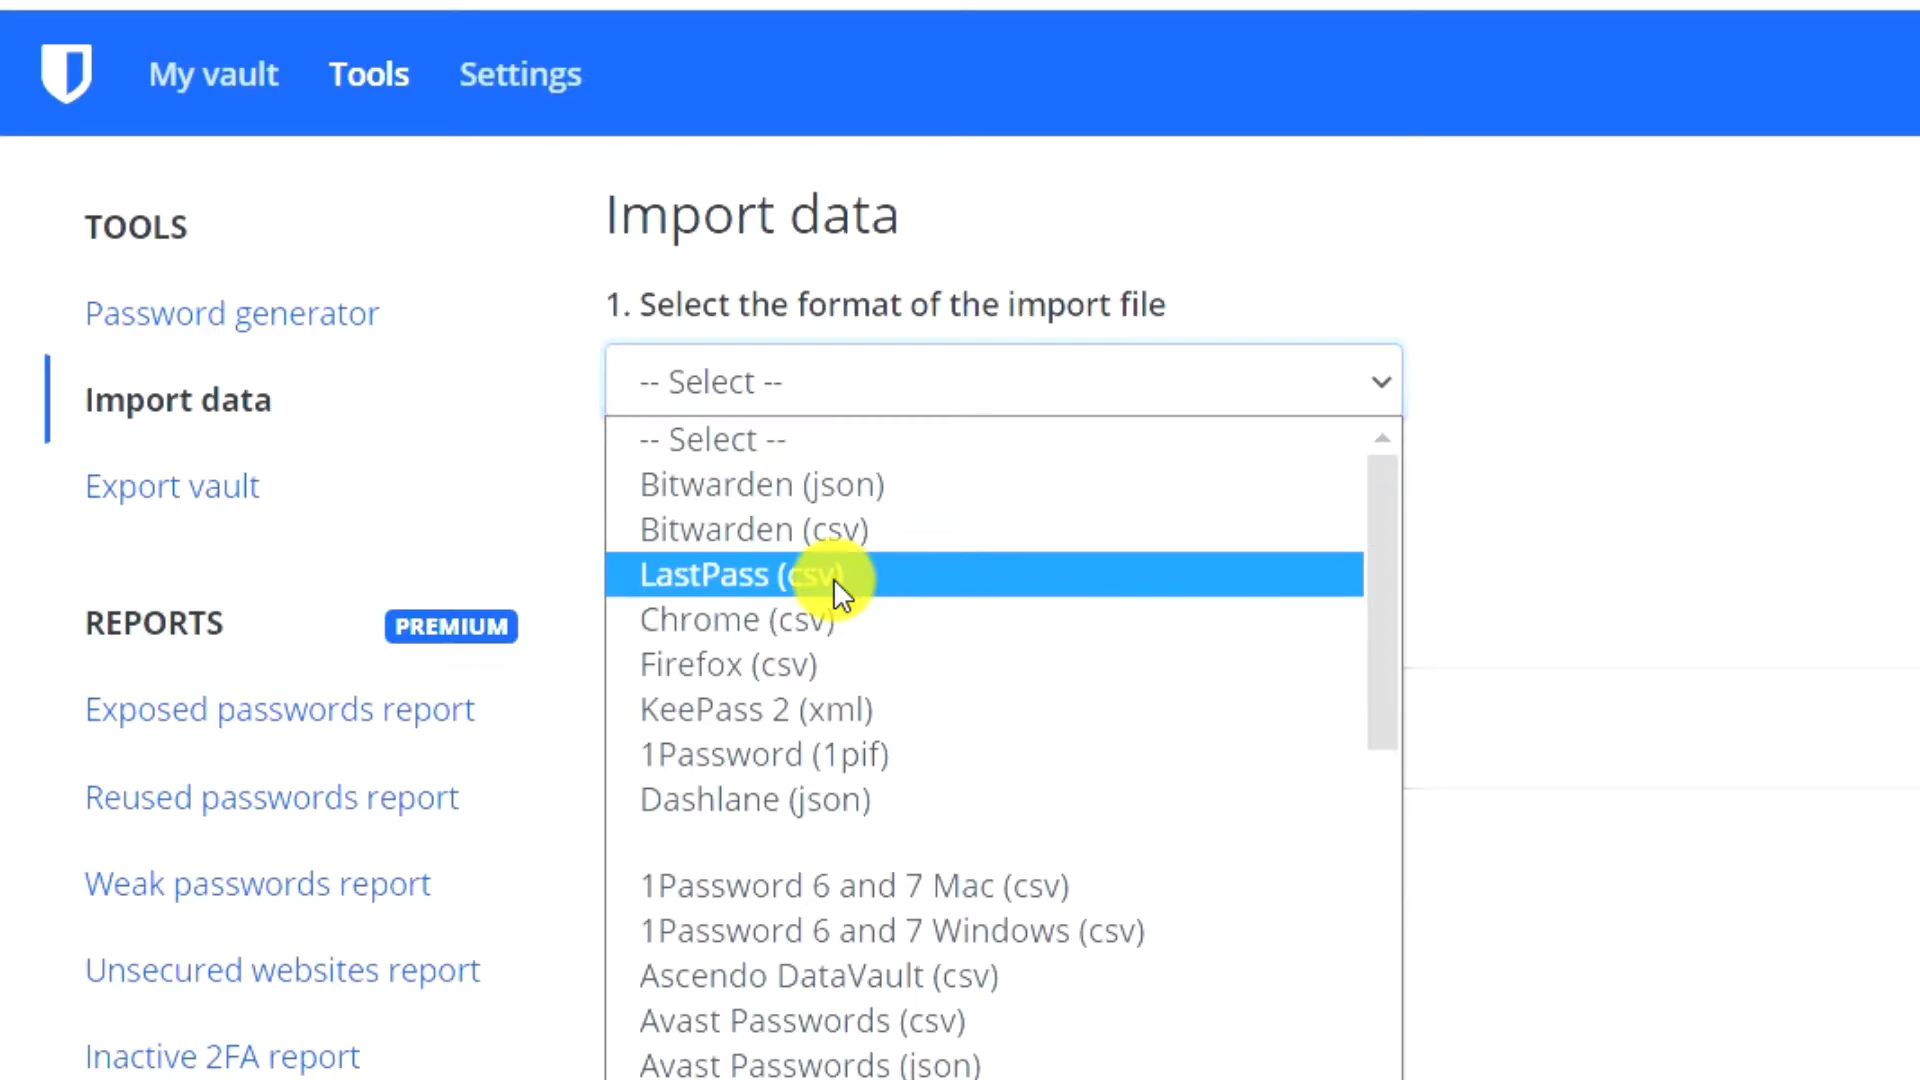 My vault Tools Settings
TOOLS
Password generator
Import data
Export vault
REPORTS PREMIUM
Exposed passwords report
Reused passwords report
Weak passwords report
Unsecured websites report
Inactive 2FA report
Import data
1. Select the format of the import file
-- Select --
-- Select --
Bitwarden (json)
Bitwarden (csv)
LastPass (csv)
Chrome (csv)
Firefox (csv)
KeePass 2 (xml)
1Password (1pif)
Dashlane (json)
1Password 6 and 7 Mac (csv)
1Password 6 and 7 Windows (csv)
Ascendo DataVault (csv)
Avast Passwords (csv)
Avast Passwords (json)